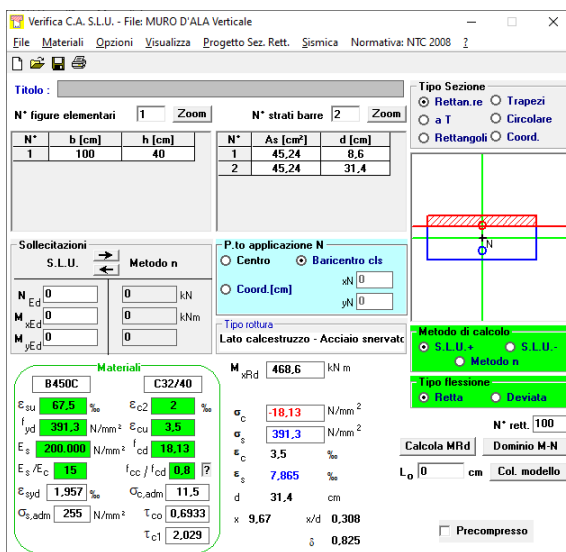 Verifica C.A. S.L.U. - File: MURO D'ALA Verticale
File Materiali Opzioni Visualizza Progetto Sez. Rett. Sismica Normativa: NTC 2008 ?
Titolo :
N° figure elementari 1 Zoom N° strati barre 2 Zoom
N° b [cm] h [cm]
1 100 40
N° As [cm²] d [cm]
1 45,24 8,6
2 45,24 31,4
Tipo Sezione
Rettan.re Trapezi
a T Circolare
Rettangoli Coord.
N
Sollecitazioni
S.L.U. Metodo n
N Ed 0 0 kN
M xEd 0 0 kNm
M yEd 0 0
P.to applicazione N
Centro Baricentro cls
Coord.[cm] xN 0
yN 0
Tipo rottura
Lato calcestruzzo - Acciaio snervato
Metodo di calcolo
S.L.U.+ S.L.U.-
Metodo n
Tipo flessione
Retta Deviata
N° rett. 100
Calcola MRd Dominio M-N
L₀ 0 cm Col. modello
Precompresso
Materiali
B450C C32/40
εsu 67,5 ‰ εc2 2 ‰
fyd 391,3 N/mm² εcu 3,5
Es 200.000 N/mm² fcd 18,13
Es/Ec 15 fcc / fcd 0,8 ?
εsyd 1,957 ‰ σc,adm 11,5
σs,adm 255 N/mm² τco 0,6933
τc1 2,029
M xRd 468,6 kN m
σc -18,13 N/mm²
σs 391,3 N/mm²
εc 3,5 ‰
εs 7,865 ‰
d 31,4 cm
x 9,67 x/d 0,308
δ 0,825